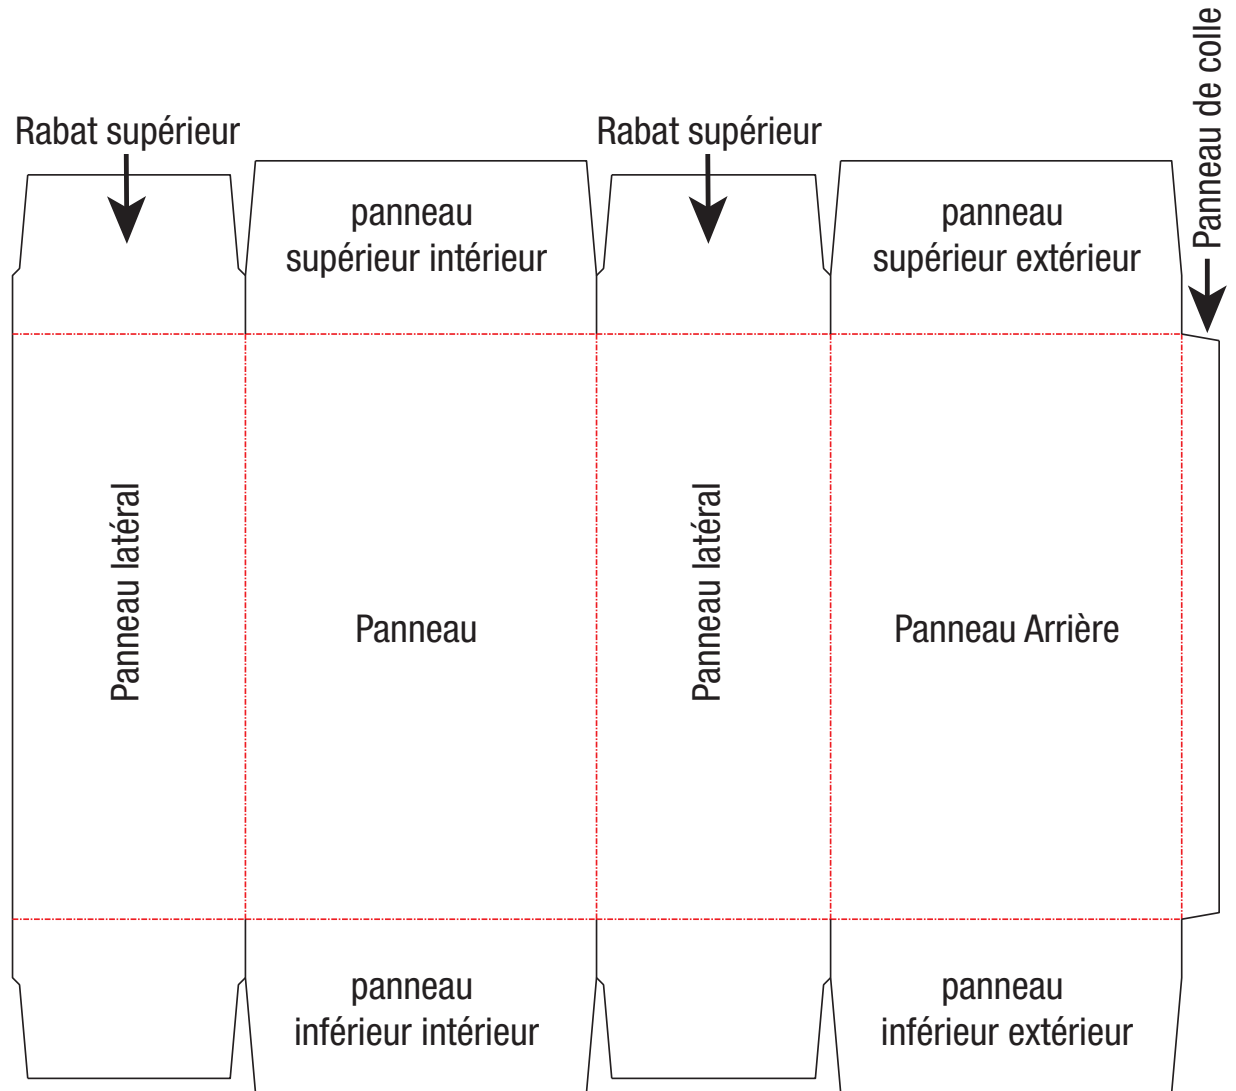 Panneau de colle
Rabat supérieur
Rabat supérieur
panneau
supérieur intérieur
panneau
supérieur extérieur
Panneau latéral
Panneau
Panneau latéral
Panneau Arrière
panneau
inférieur intérieur
panneau
inférieur extérieur